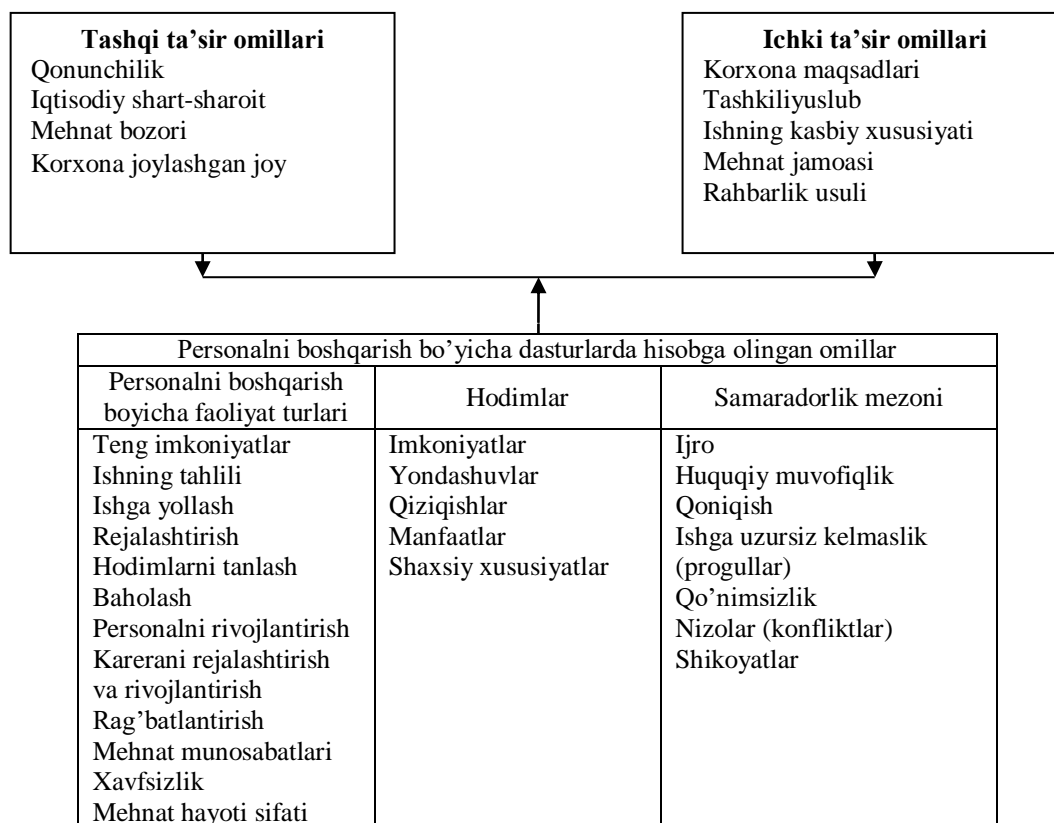 Tashqi ta’sir omillari
Qonunchilik
Iqtisodiy shart-sharoit
Mehnat bozori
Korxona joylashgan joy
Ichki ta’sir omillari
Korxona maqsadlari
Tashkiliyuslub
Ishning kasbiy xususiyati
Mehnat jamoasi
Rahbarlik usuli
Personalni boshqarish bo’yicha dasturlarda hisobga olingan omillar
Personalni boshqarish
boyicha faoliyat turlari
Hodimlar
Samaradorlik mezoni
Teng imkoniyatlar
Ishning tahlili
Ishga yollash
Rejalashtirish
Hodimlarni tanlash
Baholash
Personalni rivojlantirish
Karerani rejalashtirish
va rivojlantirish
Rag’batlantirish
Mehnat munosabatlari
Xavfsizlik
Mehnat hayoti sifati
Imkoniyatlar
Yondashuvlar
Qiziqishlar
Manfaatlar
Shaxsiy xususiyatlar
Ijro
Huquqiy muvofiqlik
Qoniqish
Ishga uzursiz kelmaslik
(progullar)
Qo’nimsizlik
Nizolar (konfliktlar)
Shikoyatlar